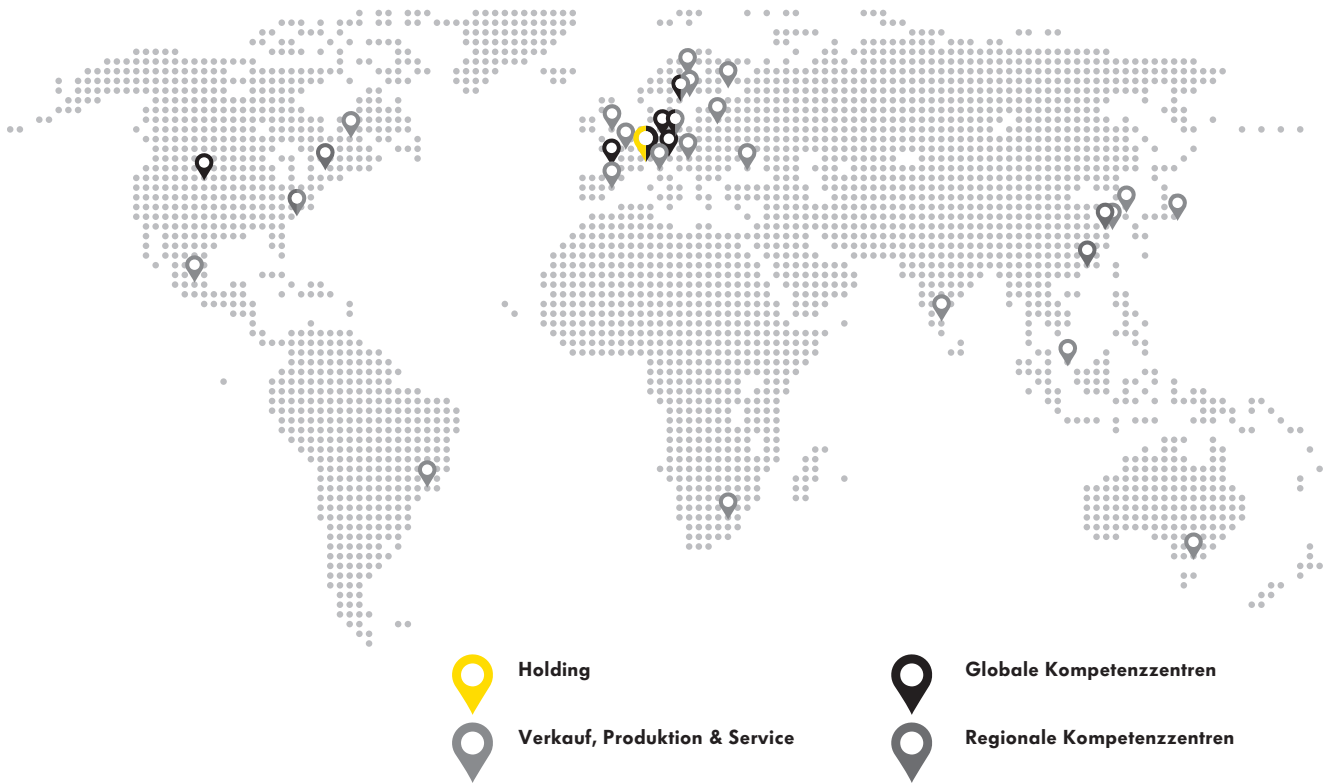 Holding
Globale Kompetenzzentren
Verkauf, Produktion & Service
Regionale Kompetenzzentren